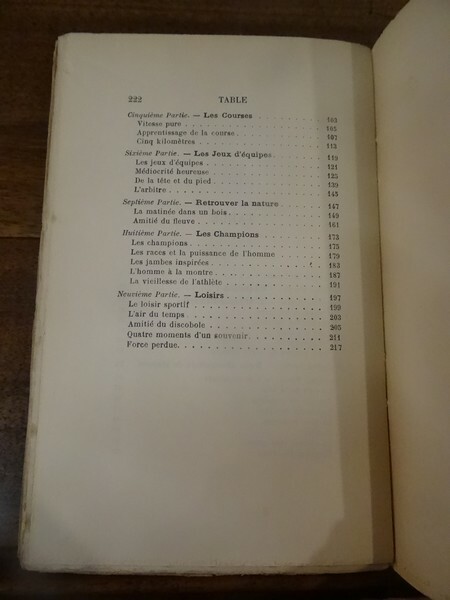 222 TABLE
Cinquième Partie. — Les Courses . . . . . . . . . . 103
Vitesse pure . . . . . . . . . . 105
Apprentissage de la course . . . . . . . . . . 107
Cinq kilomètres . . . . . . . . . . 113
Sixième Partie. — Les Jeux d'équipes . . . . . . . . . . 119
Les jeux d'équipes . . . . . . . . . . 121
Médiocrité heureuse . . . . . . . . . . 125
De la tête et du pied . . . . . . . . . . 139
L'arbitre . . . . . . . . . . 143
Septième Partie. — Retrouver la nature . . . . . . . . . . 147
La matinée dans un bois . . . . . . . . . . 149
Amitié du fleuve . . . . . . . . . . 161
Huitième Partie. — Les Champions . . . . . . . . . . 173
Les champions . . . . . . . . . . 175
Les races et la puissance de l'homme . . . . . . . . . . 179
Les jambes inspirées . . . . . . . . . . 183
L'homme à la montre . . . . . . . . . . 187
La vieillesse de l'athlète . . . . . . . . . . 191
Neuvième Partie. — Loisirs . . . . . . . . . . 197
Le loisir sportif . . . . . . . . . . 199
L'air du temps . . . . . . . . . . 203
Amitié du discobole . . . . . . . . . . 205
Quatre moments d'un souvenir . . . . . . . . . . 211
Force perdue . . . . . . . . . . 217